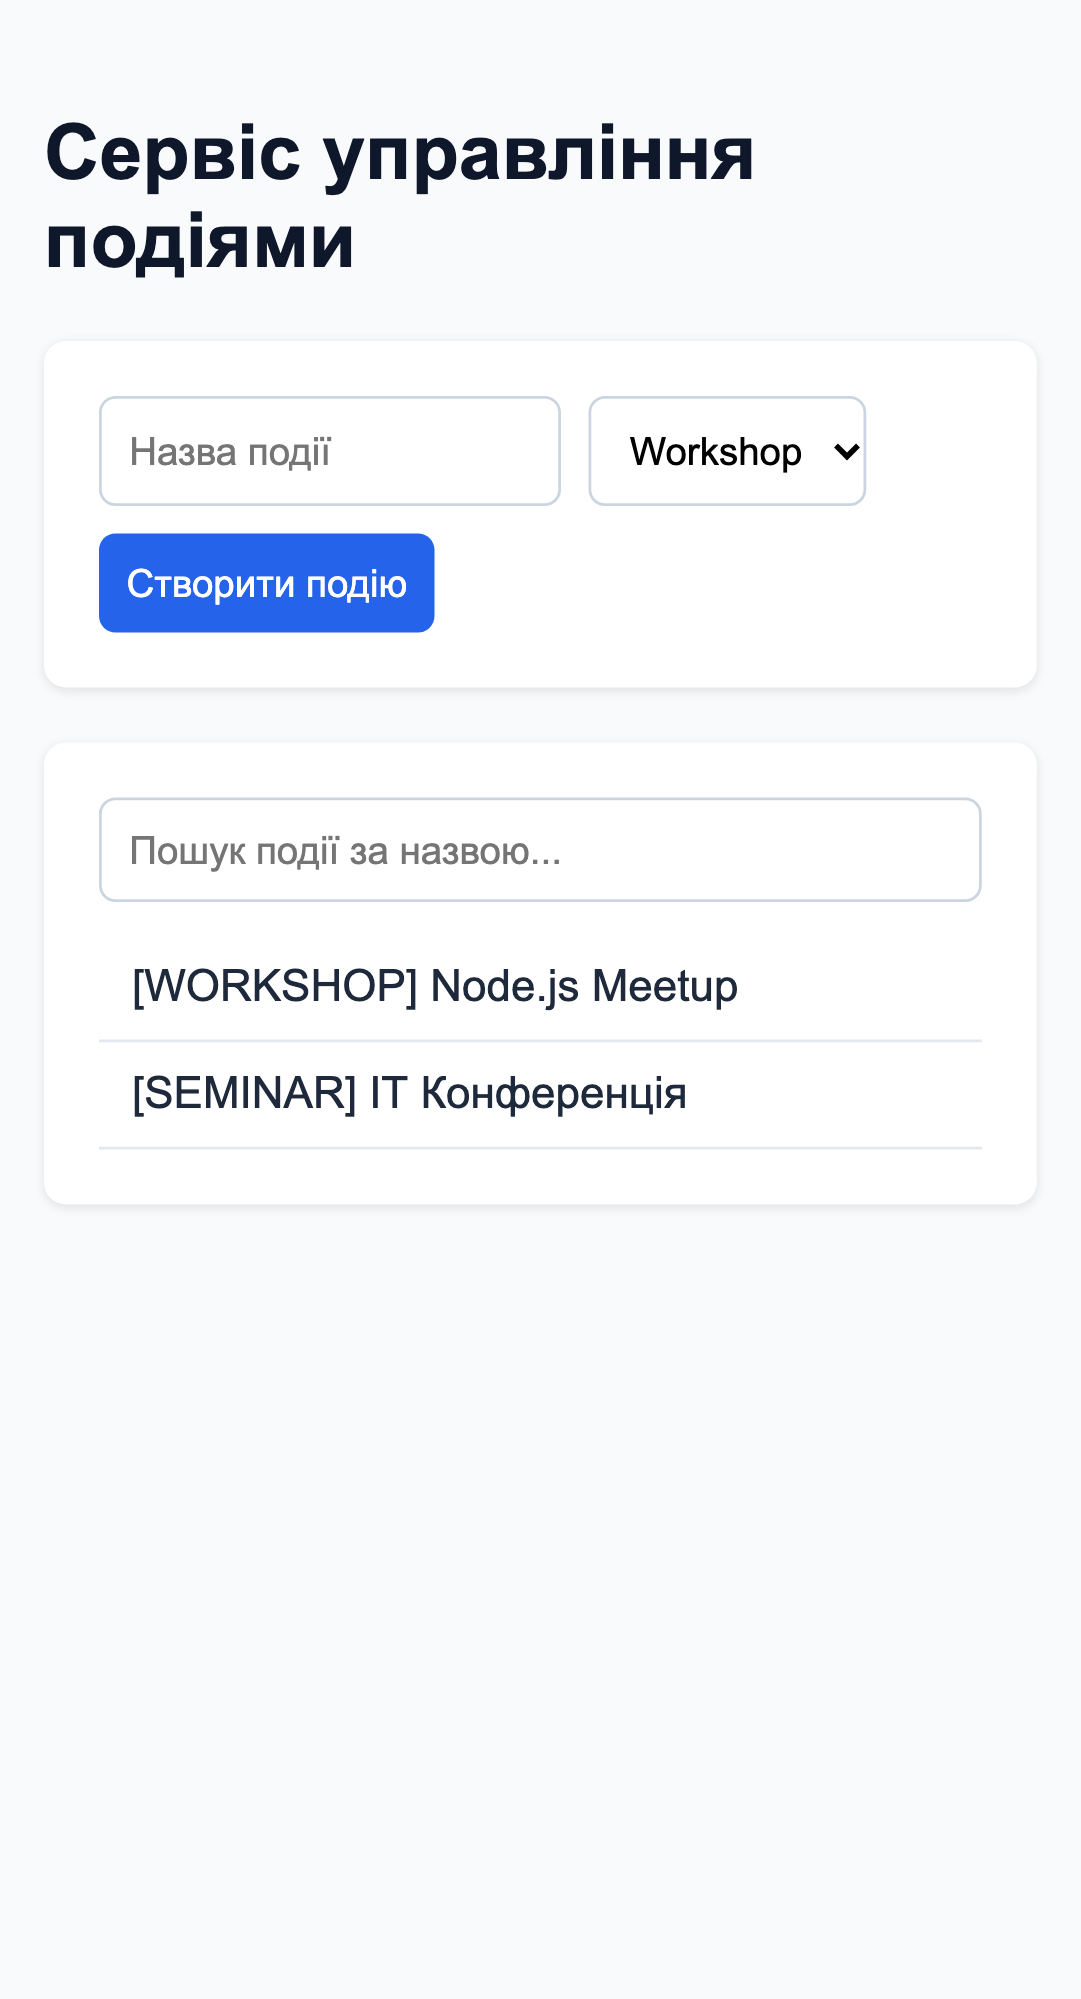 Сервіс управління
подіями
Назва події
Workshop
Створити подію
Пошук події за назвою...
[WORKSHOP] Node.js Meetup
[SEMINAR] IT Конференція